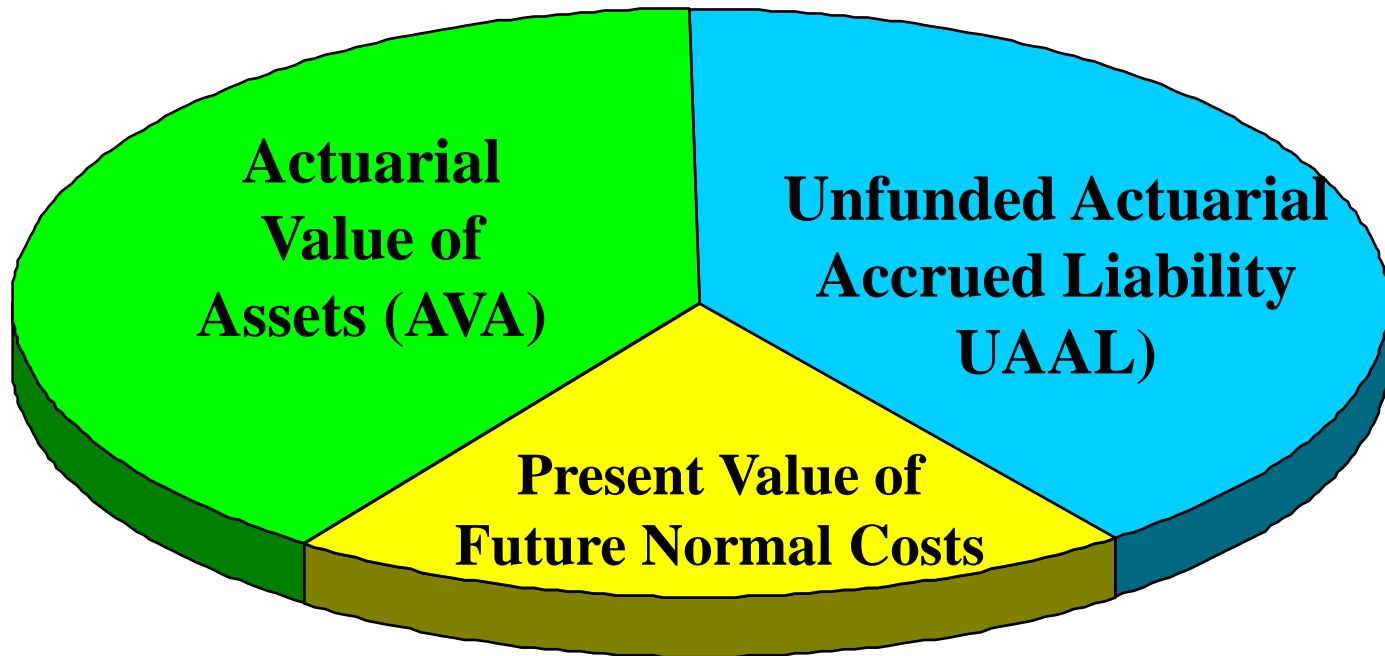 Actuarial
Value of
Assets (AVA)
Unfunded Actuarial
Accrued Liability
UAAL)
Present Value of
Future Normal Costs